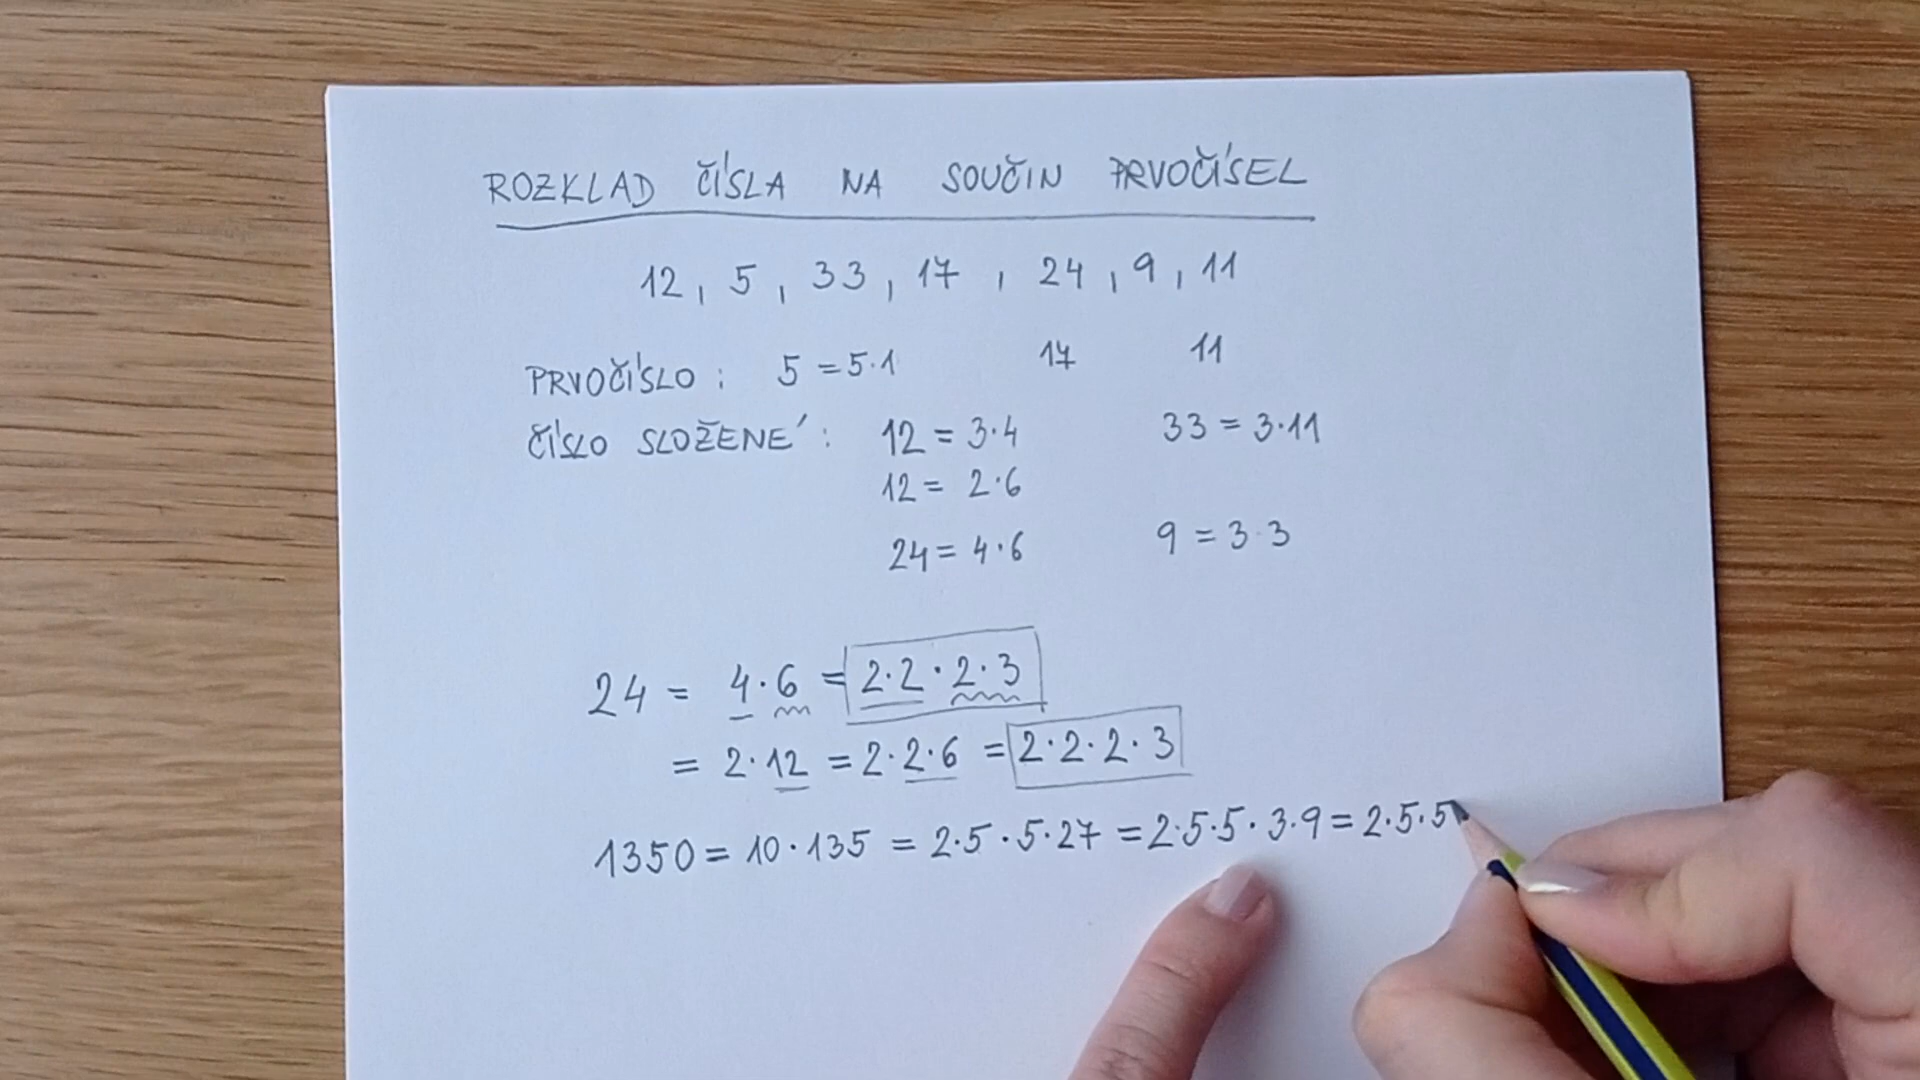 ROZKLAD ČÍSLA NA SOUČIN PRVOČÍSEL
12, 5, 33, 17, 24, 9, 11
PRVOČÍSLO: 5 = 5·1 17 11
ČÍSLO SLOŽENÉ: 12 = 3·4 33 = 3·11
12 = 2·6
24 = 4·6 9 = 3·3
24 = 4·6 = 2·2·2·3
= 2·12 = 2·2·6 = 2·2·2·3
1350 = 10·135 = 2·5·5·27 = 2·5·5·3·9 = 2·5·5